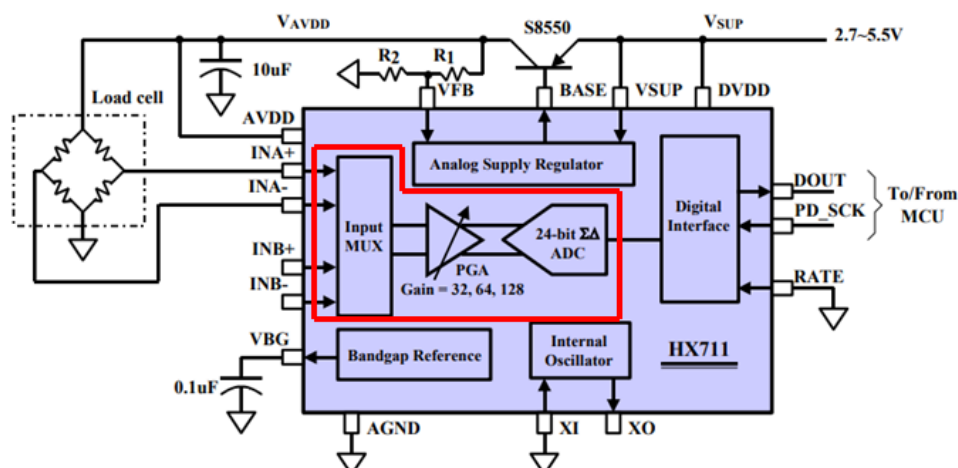 VAVDD
S8550
VSUP
2.7~5.5V
R2
R1
10uF
Load cell
VFB
BASE
VSUP
DVDD
AVDD
INA+
INA-
INB+
INB-
VBG
0.1uF
Analog Supply Regulator
Input
MUX
PGA
Gain = 32, 64, 128
24-bit ΣΔ
ADC
Digital
Interface
DOUT
PD_SCK
To/From
MCU
RATE
Bandgap Reference
Internal
Oscillator
HX711
AGND
XI
XO